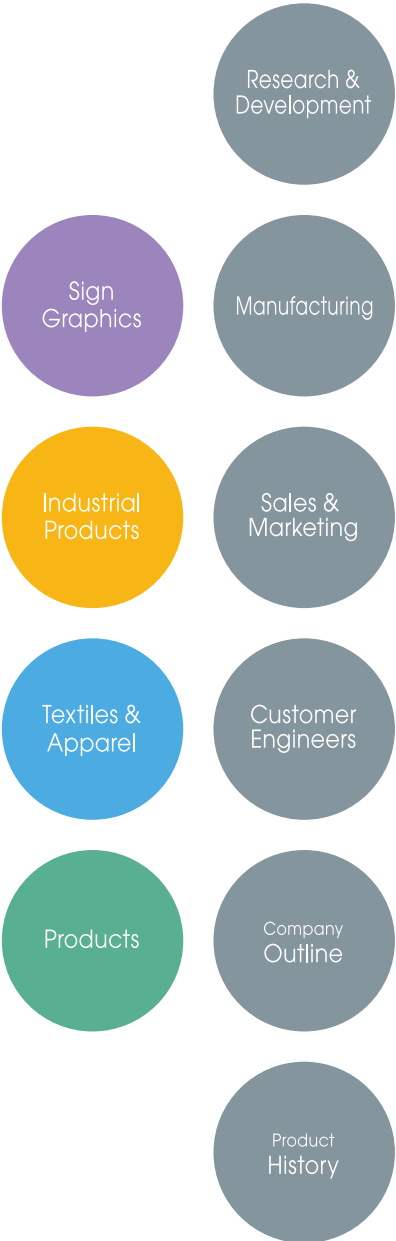 Research &
Development
Sign
Graphics
Manufacturing
Industrial
Products
Sales &
Marketing
Textiles &
Apparel
Customer
Engineers
Products
Company
Outline
Product
History